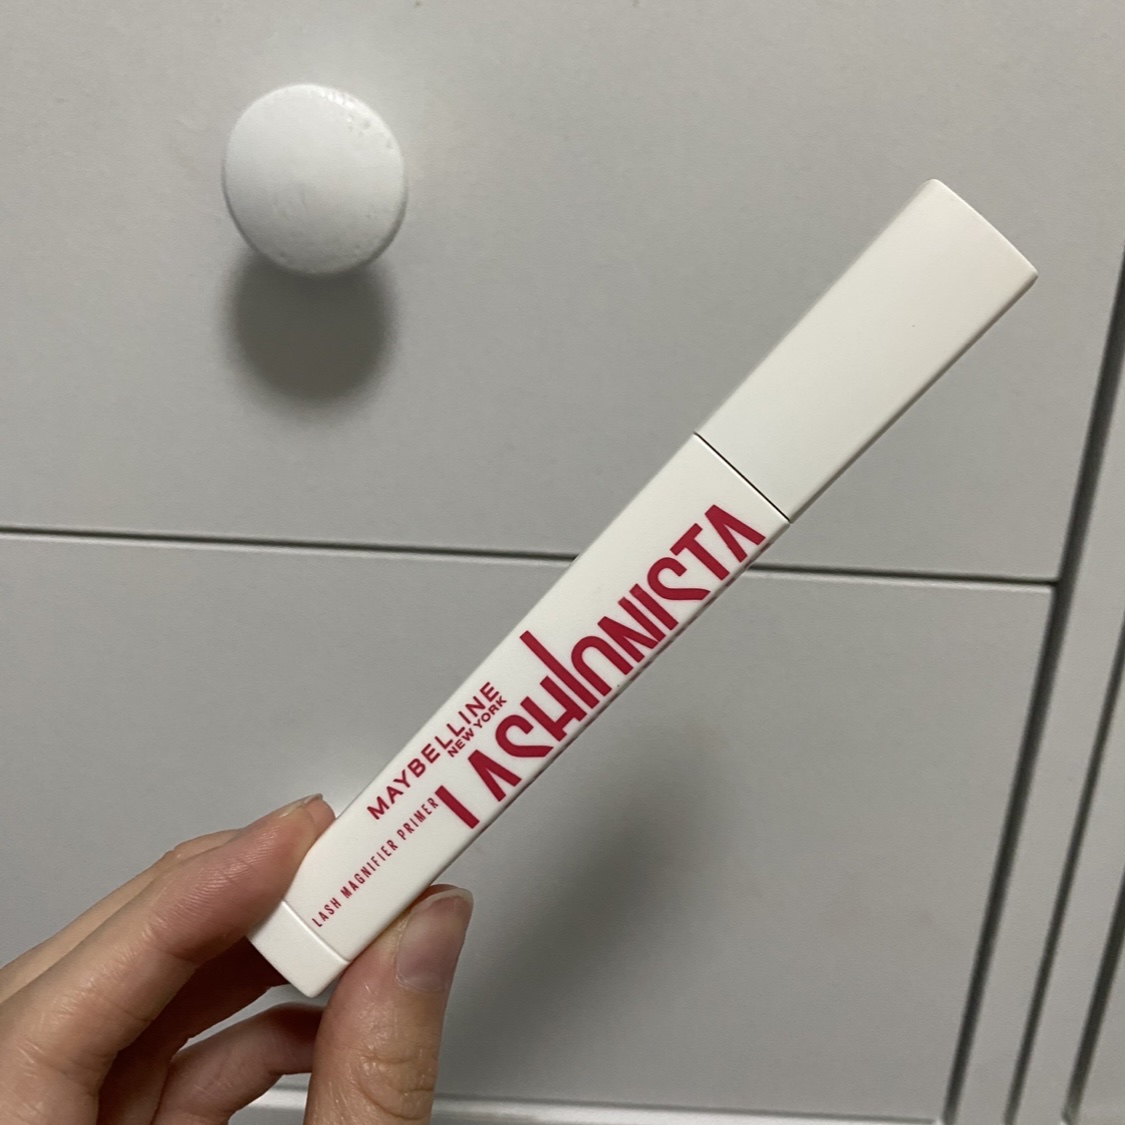 MAYBELLINE
NEW YORK
LASHIONISTA
LASH MAGNIFIER PRIMER